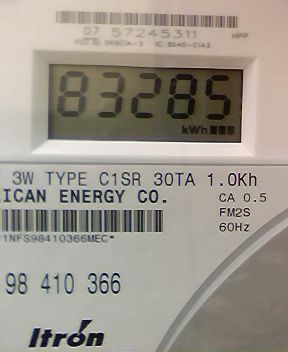 07 57245311 HPP
83285
kWh
3W TYPE C1SR 30TA 1.0Kh
ICAN ENERGY CO. CA 0.5
FM2S
60Hz
98 410 366
Itron